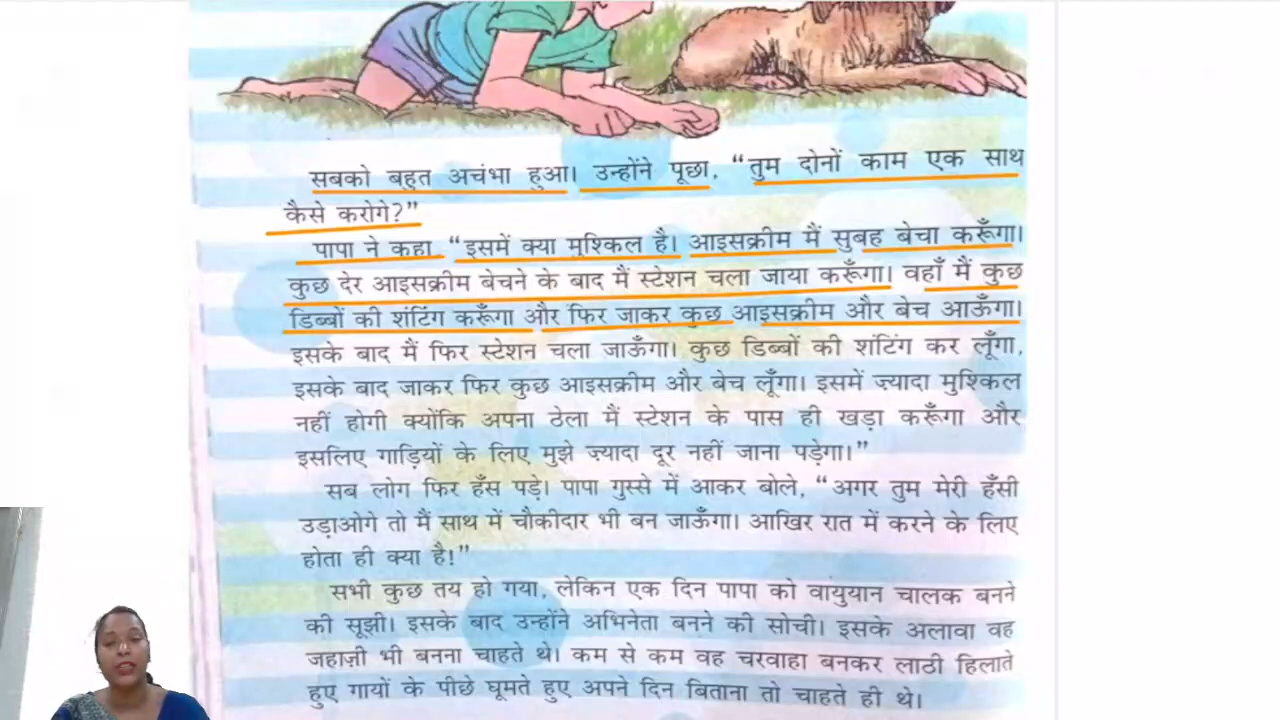 सबको बहुत अचंभा हुआ। उन्होंने पूछा, “तुम दोनों काम एक साथ
कैसे करोगे?”
पापा ने कहा “इसमें क्या मुश्किल है। आइसक्रीम मैं सुबह बेचा करूँगा।
कुछ देर आइसक्रीम बेचने के बाद मैं स्टेशन चला जाया करूँगा। वहाँ मैं कुछ
डिब्बों की शंटिंग करूँगा और फिर जाकर कुछ आइसक्रीम और बेच आऊँगा।
इसके बाद मैं फिर स्टेशन चला जाऊँगा। कुछ डिब्बों की शंटिंग कर लूँगा,
इसके बाद जाकर फिर कुछ आइसक्रीम और बेच लूँगा। इसमें ज़्यादा मुश्किल
नहीं होगी क्योंकि अपना ठेला मैं स्टेशन के पास ही खड़ा करूँगा और
इसलिए गाड़ियों के लिए मुझे ज़्यादा दूर नहीं जाना पड़ेगा।”
सब लोग फिर हँस पड़े। पापा गुस्से में आकर बोले, “अगर तुम मेरी हँसी
उड़ाओगे तो मैं साथ में चौकीदार भी बन जाऊँगा। आखिर रात में करने के लिए
होता ही क्या है!”
सभी कुछ तय हो गया, लेकिन एक दिन पापा को वायुयान चालक बनने
की सूझी। इसके बाद उन्होंने अभिनेता बनने की सोची। इसके अलावा वह
जहाज़ी भी बनना चाहते थे। कम से कम वह चरवाहा बनकर लाठी हिलाते
हुए गायों के पीछे घूमते हुए अपने दिन बिताना तो चाहते ही थे।